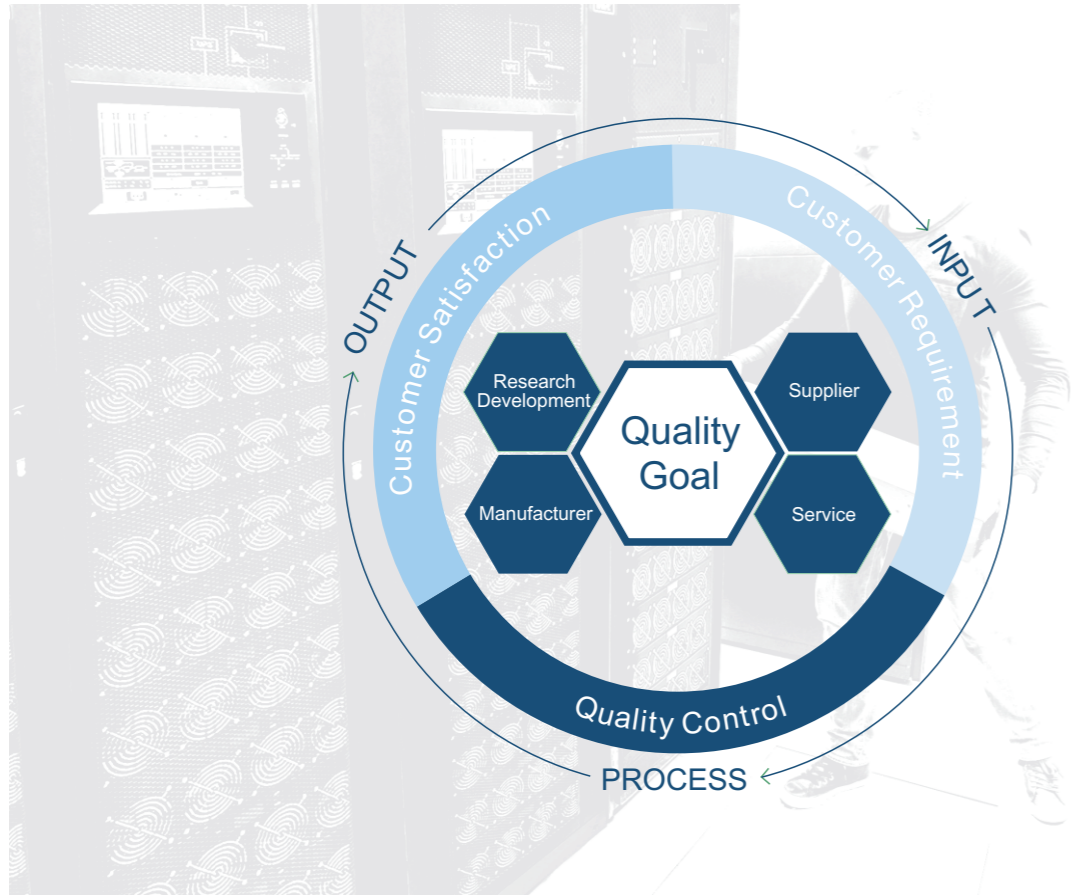 OUTPUT
INPUT
PROCESS
Customer Satisfaction
Customer Requirement
Quality Control
Research
Development
Manufacturer
Quality
Goal
Supplier
Service